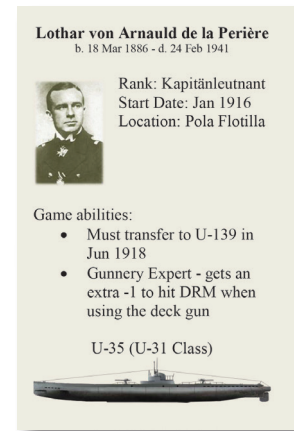 Lothar von Arnauld de la Perière
b. 18 Mar 1886 - d. 24 Feb 1941
Rank: Kapitänleutnant
Start Date: Jan 1916
Location: Pola Flotilla
Game abilities:
• Must transfer to U-139 in
Jun 1918
• Gunnery Expert - gets an
extra -1 to hit DRM when
using the deck gun
U-35 (U-31 Class)